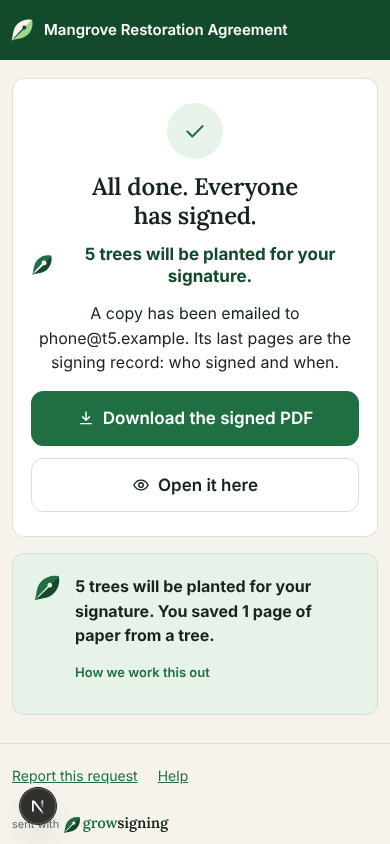 Mangrove Restoration Agreement
All done. Everyone
has signed.
5 trees will be planted for your
signature.
A copy has been emailed to
phone@t5.example. Its last pages are the
signing record: who signed and when.
Download the signed PDF
Open it here
5 trees will be planted for your
signature. You saved 1 page of
paper from a tree.
How we work this out
Report this request Help
N
sent with growsigning